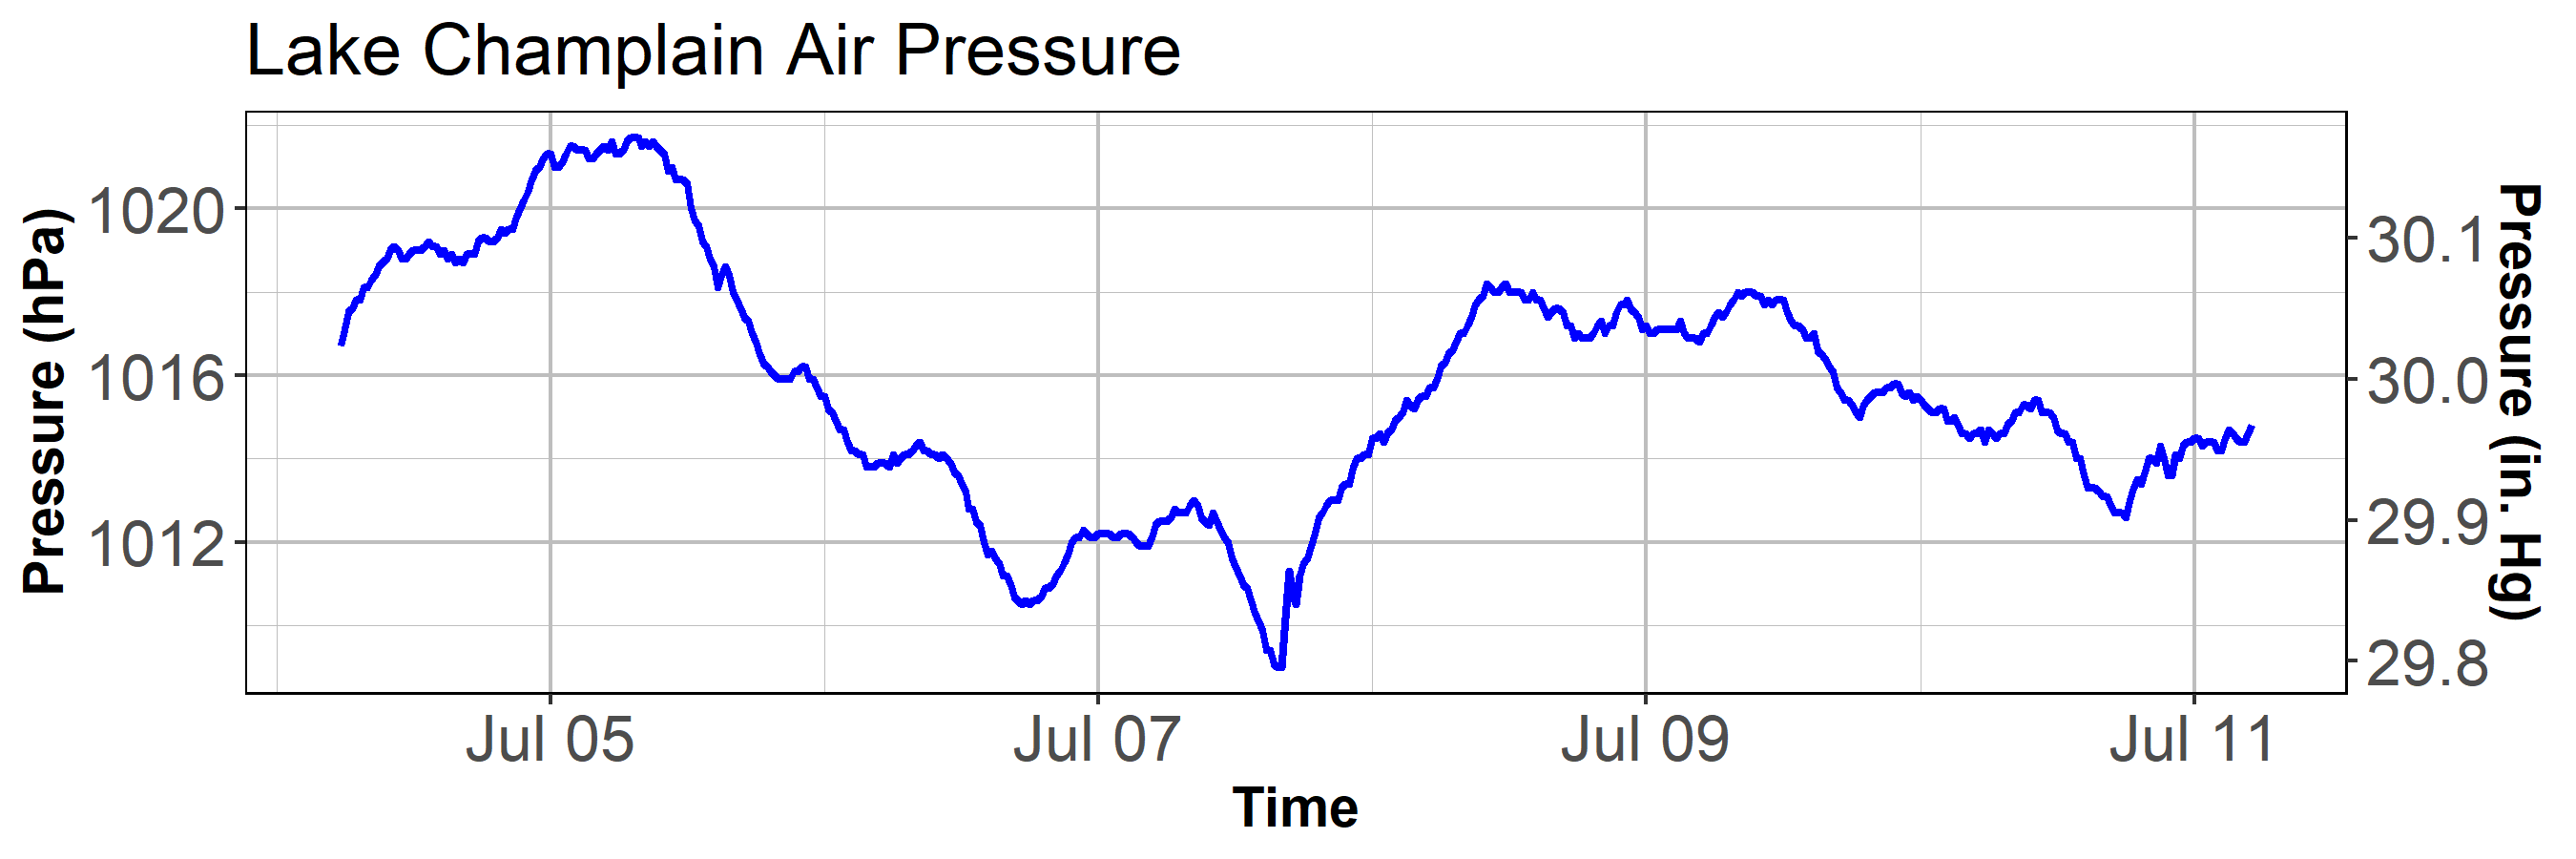 Lake Champlain Air Pressure
Pressure (hPa)
1020
1016
1012
30.1
30.0
29.9
29.8
Pressure (in. Hg)
Jul 05
Jul 07
Jul 09
Jul 11
Time